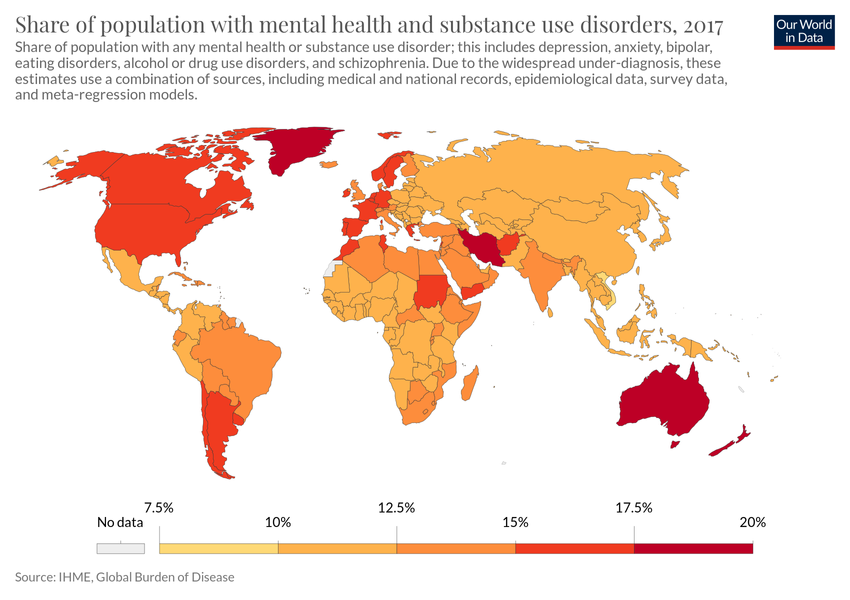 Share of population with mental health and substance use disorders, 2017
Our World
in Data
Share of population with any mental health or substance use disorder; this includes depression, anxiety, bipolar,
eating disorders, alcohol or drug use disorders, and schizophrenia. Due to the widespread under-diagnosis, these
estimates use a combination of sources, including medical and national records, epidemiological data, survey data,
and meta-regression models.
7.5% 12.5% 17.5%
No data 10% 15% 20%
Source: IHME, Global Burden of Disease